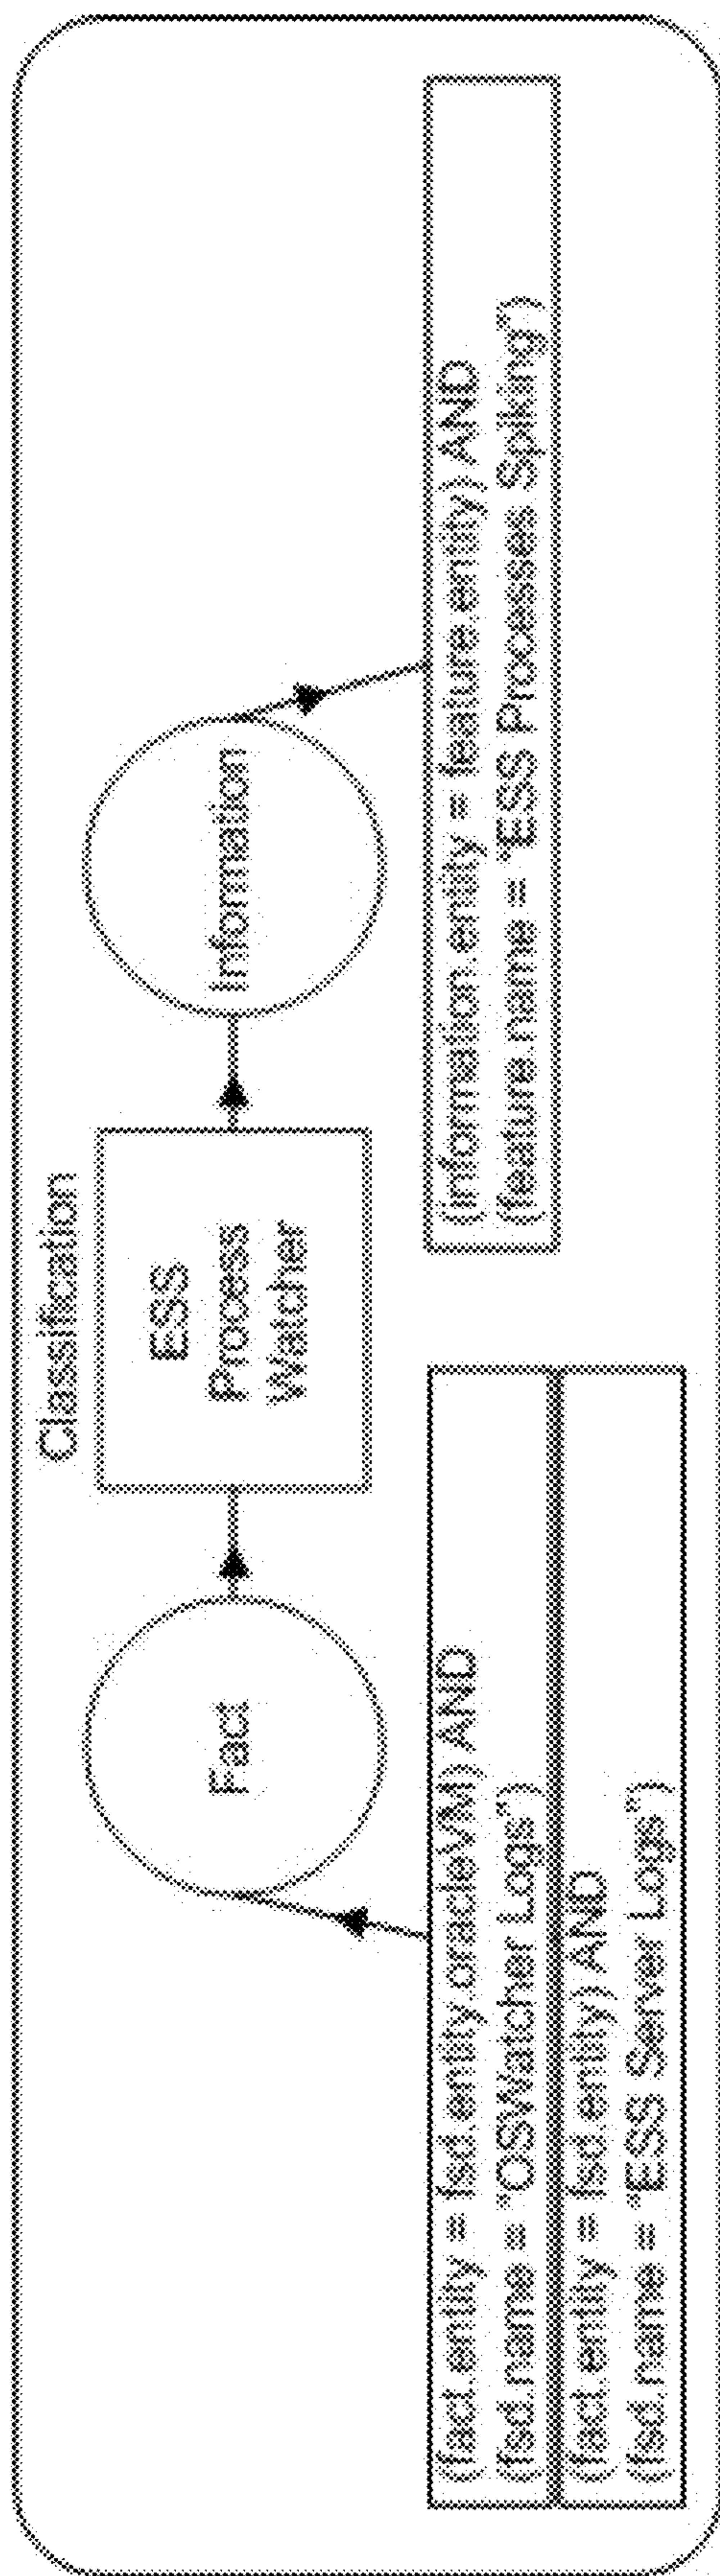 Classification
Fact
ESS
Process
Watcher
Information
(fact.entity = fsd.entity.oracleVM) AND
(fsd.name = "OSWatcher Logs")
(fact.entity = fsd.entity) AND
(fsd.name = "ESS Server Logs")
(information.entity = feature.entity) AND
(feature.name = "ESS Processes Spiking")